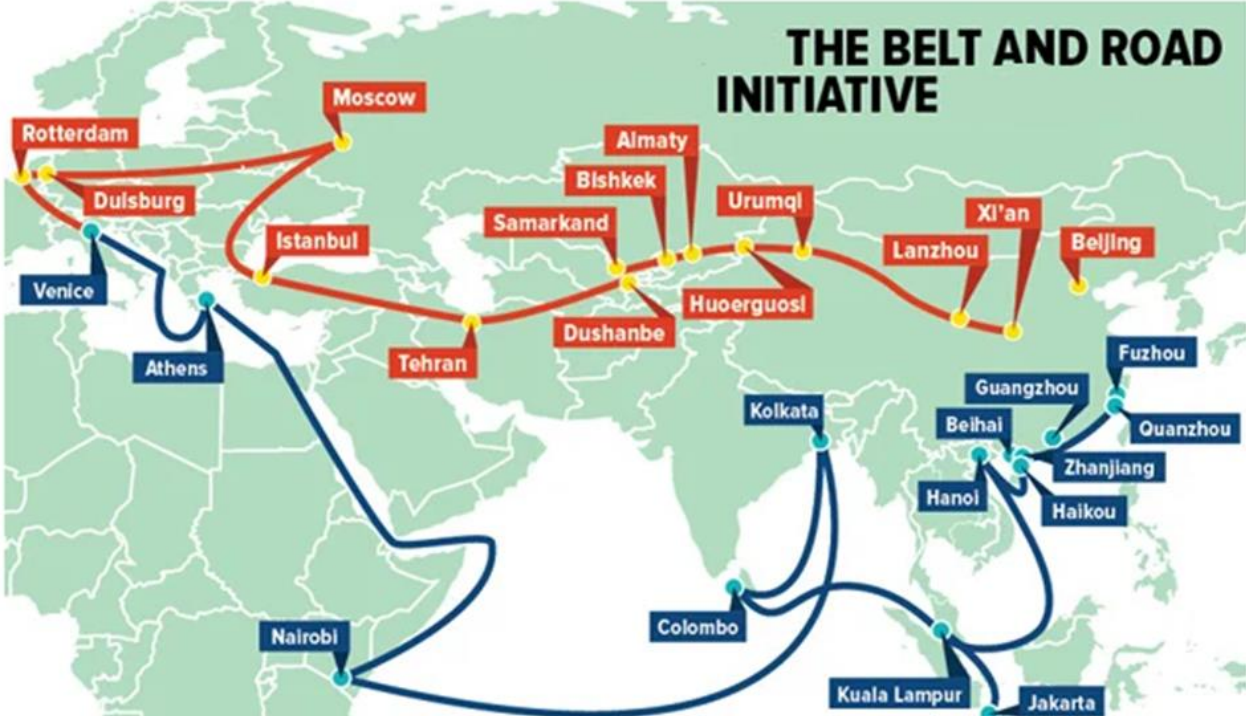 THE BELT AND ROAD
INITIATIVE
Moscow
Rotterdam
Almaty
Bishkek
Duisburg
Urumqi
Xi'an
Samarkand
Istanbul
Lanzhou
Beijing
Venice
Huoerguosi
Dushanbe
Tehran
Athens
Fuzhou
Guangzhou
Kolkata
Beihai
Quanzhou
Zhanjiang
Hanoi
Haikou
Colombo
Nairobi
Kuala Lampur
Jakarta